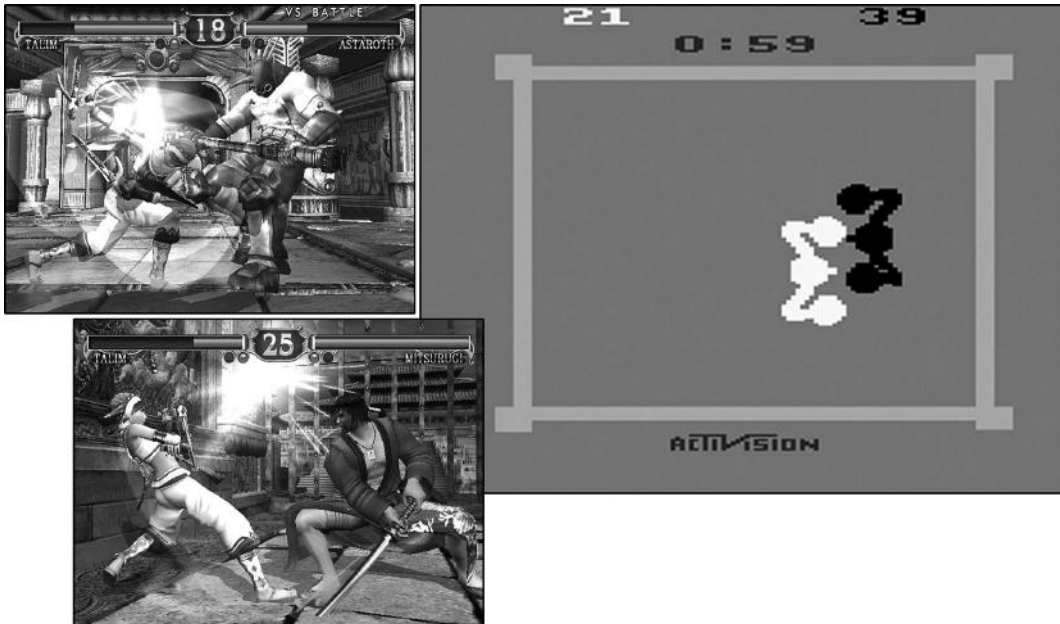 VS BATTLE
18
TALIM ASTAROTH
21 39
0:59
ACTIVISION
25
TALIM MITSURUGI